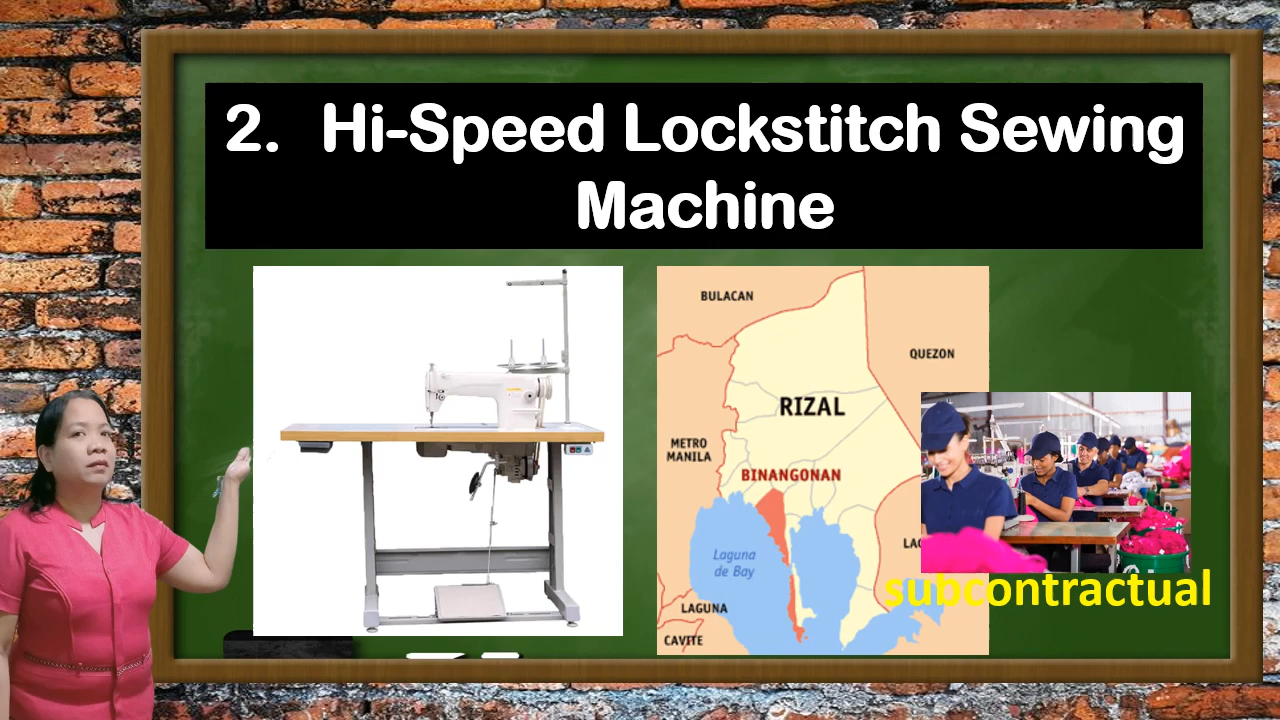 2. Hi-Speed Lockstitch Sewing
Machine
BULACAN
QUEZON
RIZAL
METRO
MANILA
BINANGONAN
Laguna
de Bay
LAGUNA
CAVITE
subcontractual